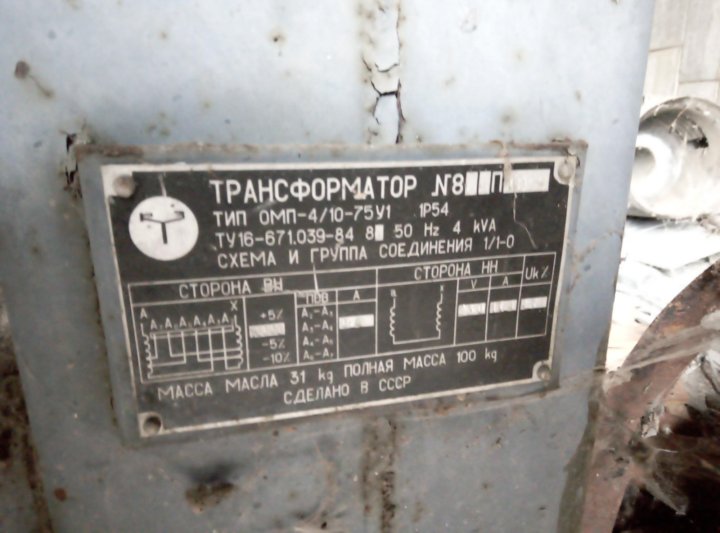 ТРАНСФОРМАТОР №8
ТИП ОМП-4/10-75У1 IP54
ТУ16-671.039-84 8 50 Hz 4 kVA
СХЕМА И ГРУППА СОЕДИНЕНИЯ 1/1-0
СТОРОНА ВН
ПРВ
A
СТОРОНА НН
V
A
Uk%
A
X
+5%
-5%
-10%
a
x
МАССА МАСЛА 31 kg ПОЛНАЯ МАССА 100 kg
СДЕЛАНО В СССР